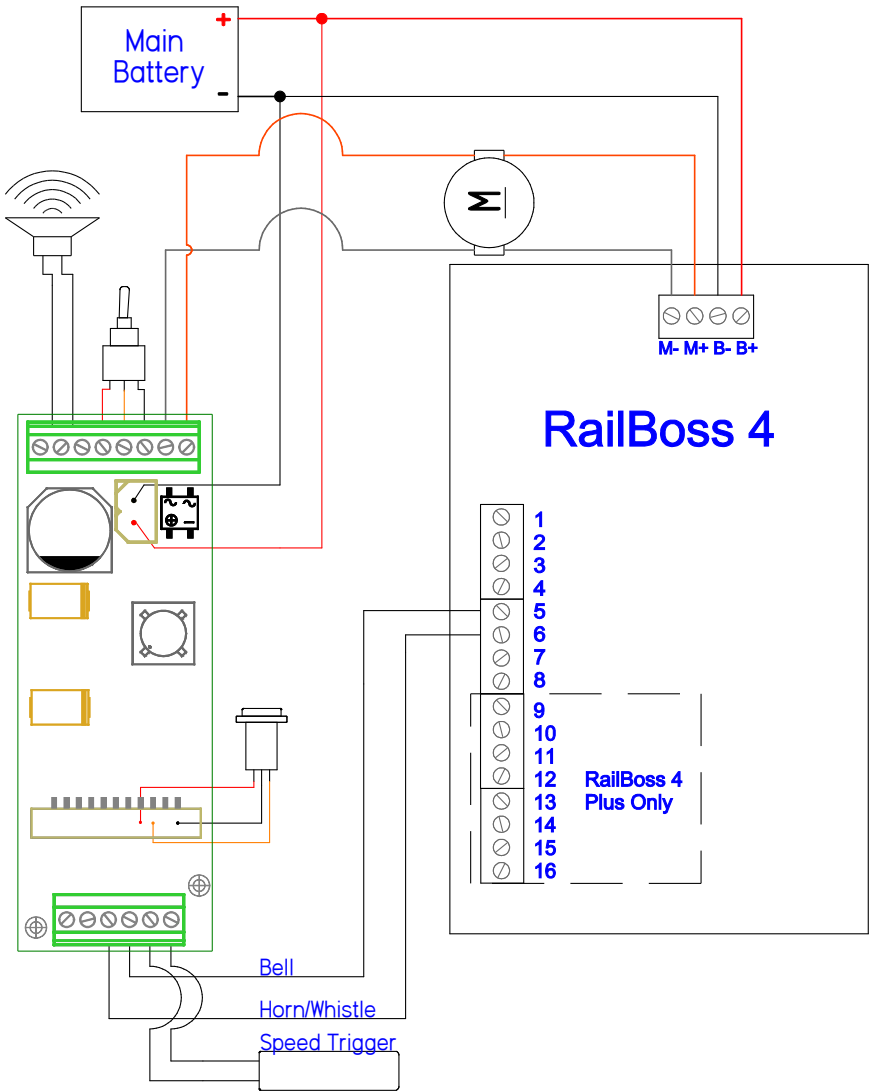 +
Main
Battery
-
M
M- M+ B- B+
RailBoss 4
1
2
3
4
5
6
7
8
9
10
11
12
13
14
15
16
RailBoss 4
Plus Only
Bell
Horn/Whistle
Speed Trigger